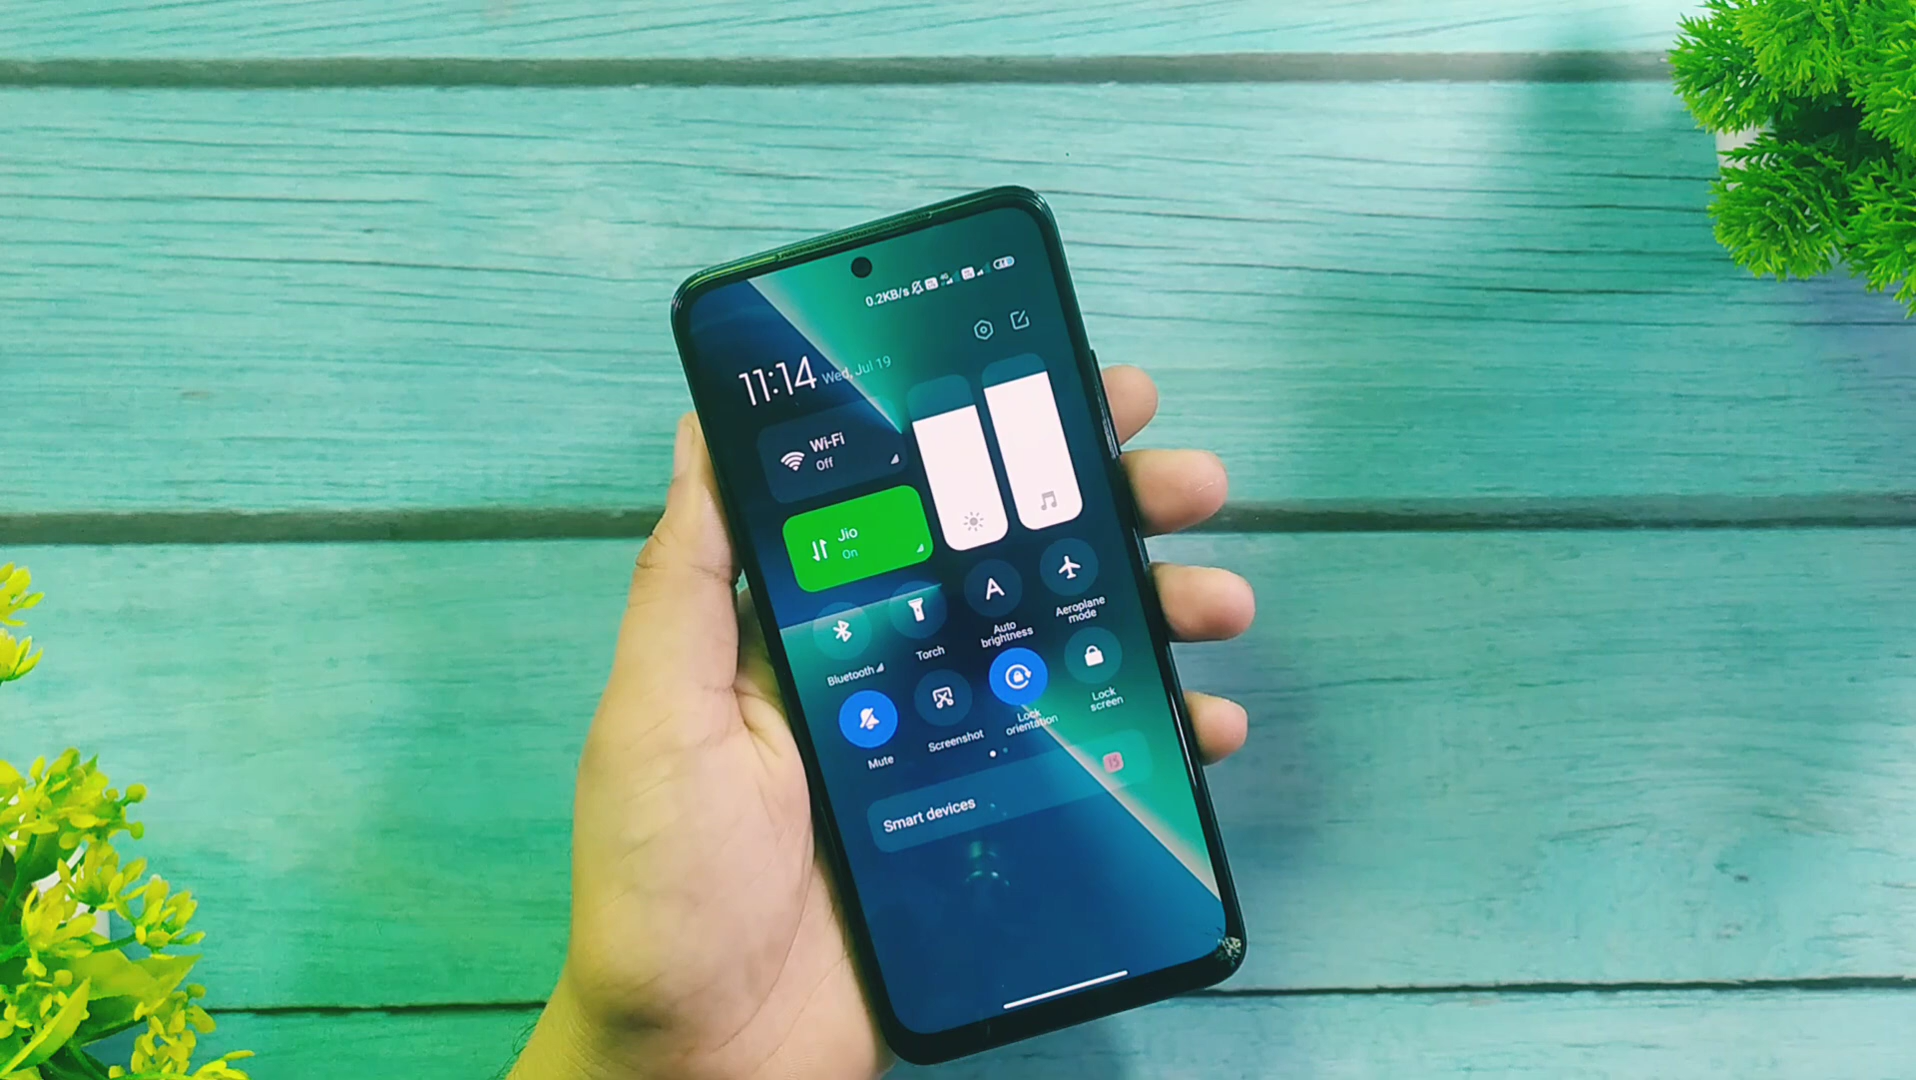 0.2KB/s
11:14 Wed, Jul 19
Wi-Fi
Off
Jio
On
Bluetooth
Torch
Auto
brightness
Aeroplane
mode
Mute
Screenshot
Lock
orientation
Lock
screen
Smart devices
15